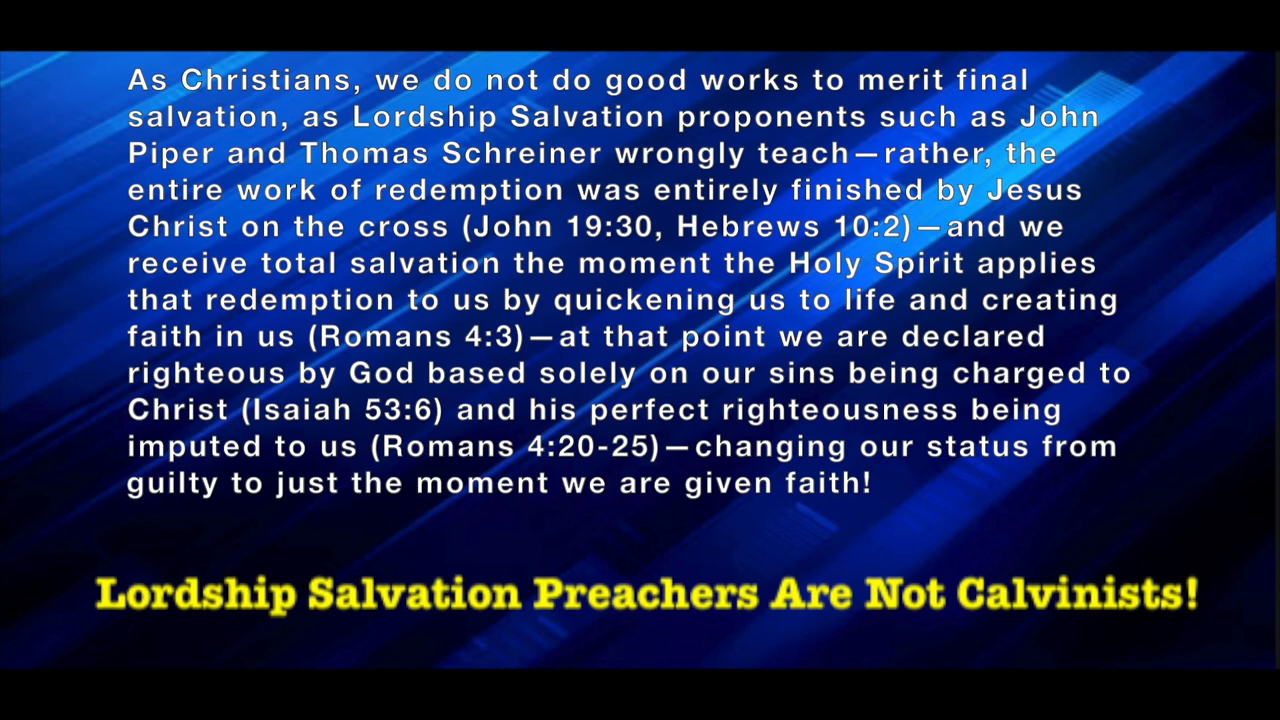 As Christians, we do not do good works to merit final
salvation, as Lordship Salvation proponents such as John
Piper and Thomas Schreiner wrongly teach—rather, the
entire work of redemption was entirely finished by Jesus
Christ on the cross (John 19:30, Hebrews 10:2)—and we
receive total salvation the moment the Holy Spirit applies
that redemption to us by quickening us to life and creating
faith in us (Romans 4:3)—at that point we are declared
righteous by God based solely on our sins being charged to
Christ (Isaiah 53:6) and his perfect righteousness being
imputed to us (Romans 4:20-25)—changing our status from
guilty to just the moment we are given faith!
Lordship Salvation Preachers Are Not Calvinists!